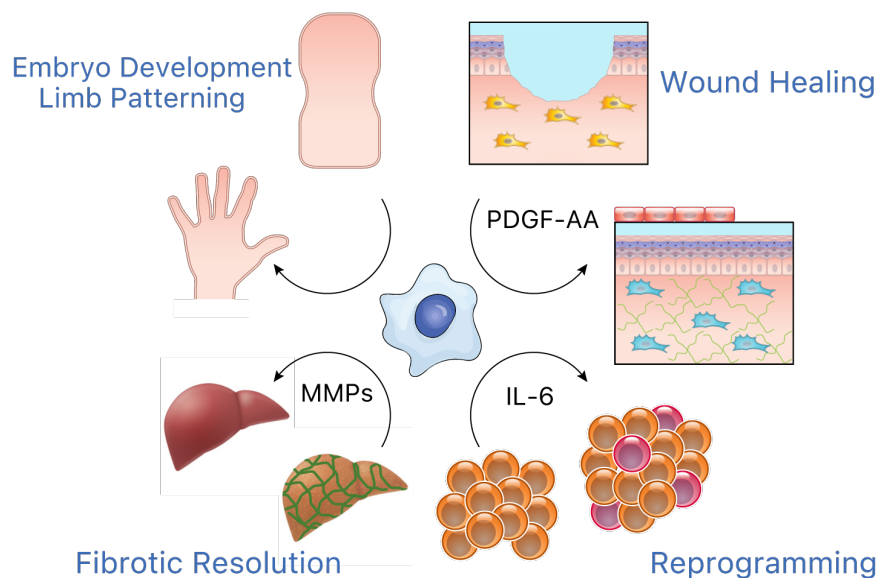 Embryo Development
Limb Patterning
Wound Healing
PDGF-AA
MMPs
IL-6
Fibrotic Resolution
Reprogramming